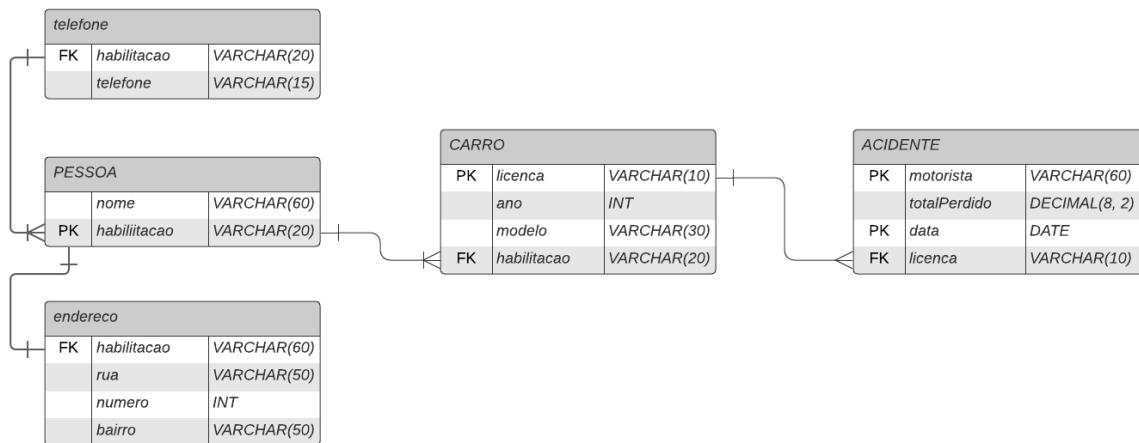 telefone
FK habilitacao VARCHAR(20)
telefone VARCHAR(15)
PESSOA
nome VARCHAR(60)
PK habiliitacao VARCHAR(20)
endereco
FK habilitacao VARCHAR(60)
rua VARCHAR(50)
numero INT
bairro VARCHAR(50)
CARRO
PK licenca VARCHAR(10)
ano INT
modelo VARCHAR(30)
FK habilitacao VARCHAR(20)
ACIDENTE
PK motorista VARCHAR(60)
totalPerdido DECIMAL(8, 2)
PK data DATE
FK licenca VARCHAR(10)